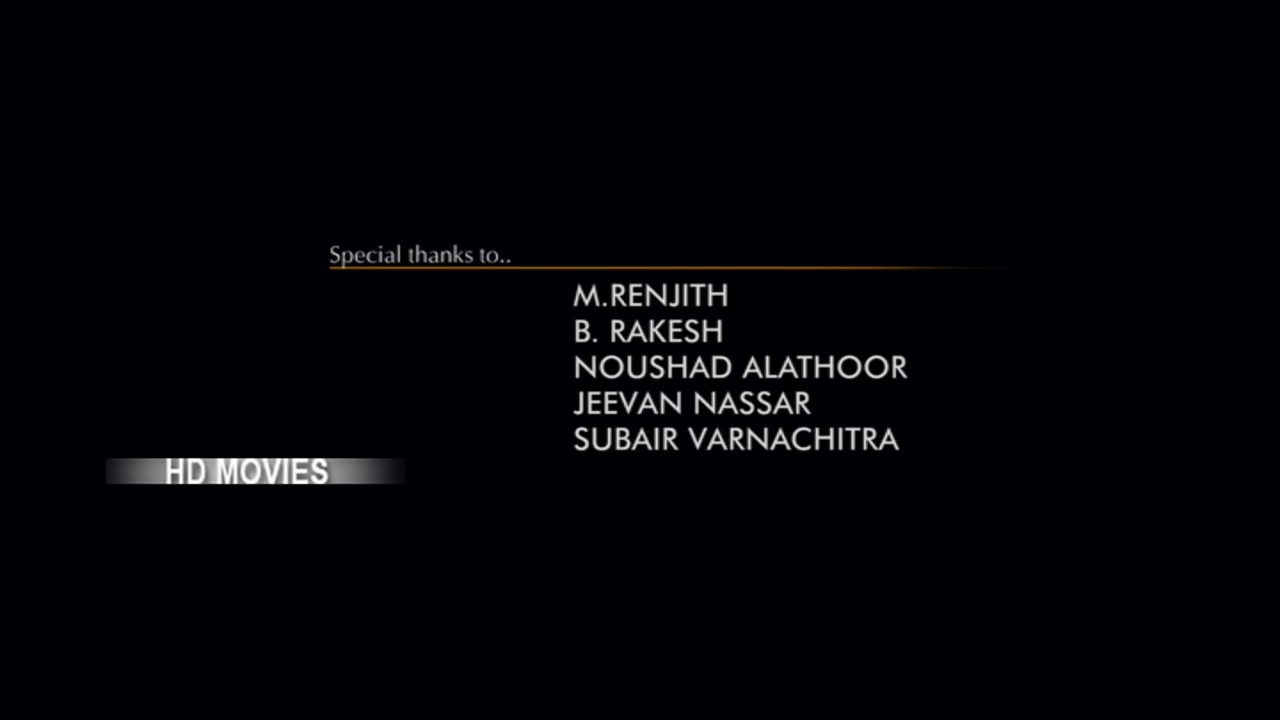 Special thanks to..
M.RENJITH
B. RAKESH
NOUSHAD ALATHOOR
JEEVAN NASSAR
SUBAIR VARNACHITRA
HD MOVIES